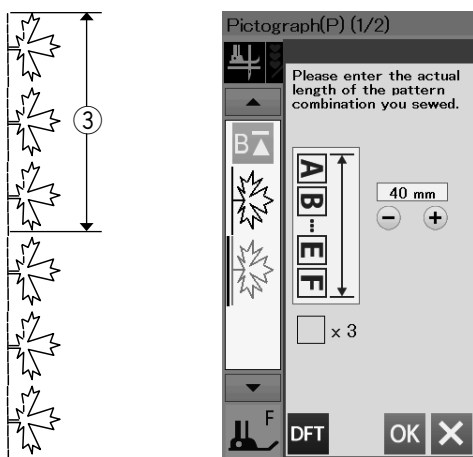 Pictograph(P) (1/2)
Please enter the actual
length of the pattern
combination you sewed.
B
A
B
E
F
40 mm
x 3
③
F
DFT
OK